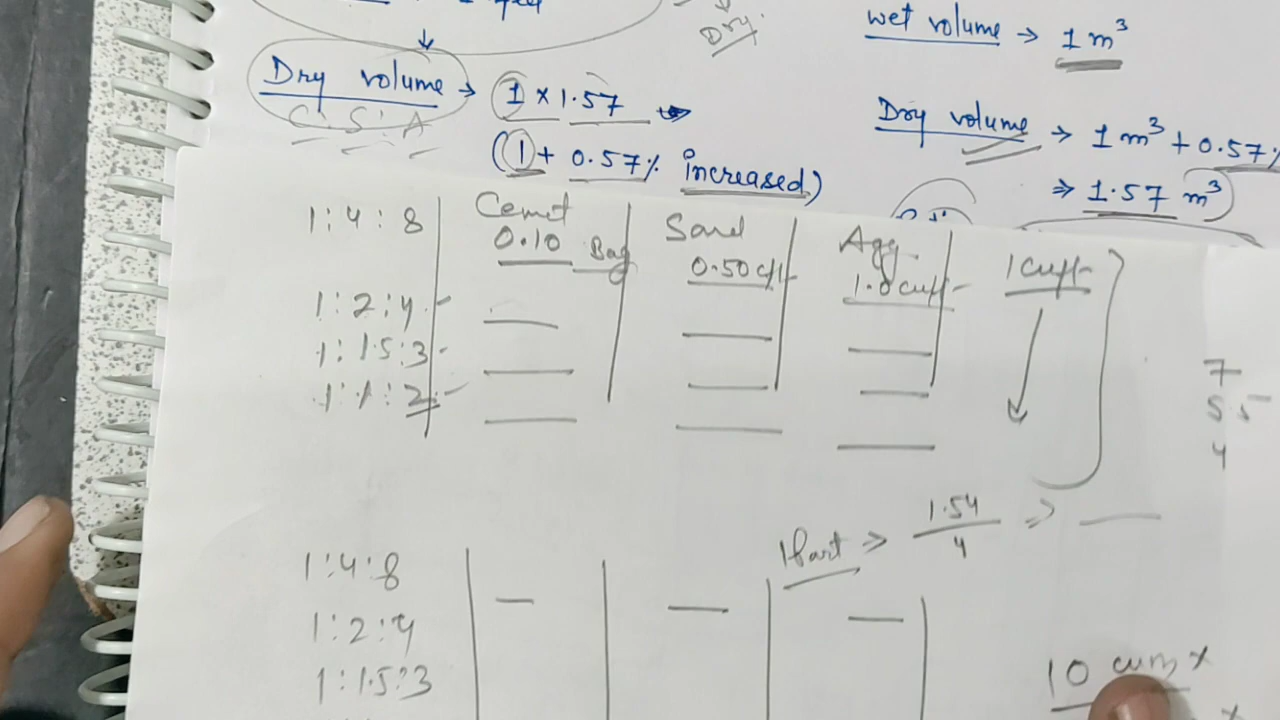 Dry
wet volume → 1 m³
Dry volume → 1 × 1.57
C : S : A
(1 + 0.57% increased)
Dry volume → 1 m³ + 0.57%
⇒ 1.57 m³
1:4:8
Cemet
0.10 Bag
Sand
0.50 cft
Agg.
1.0 cuft
1 cuft
1:2:4
1:1.5:3
1:1:2
7
5.5
4
1 Part > 1.54/4 ⇒
1:4:8
1:2:4
1:1.5:3
10 cum x